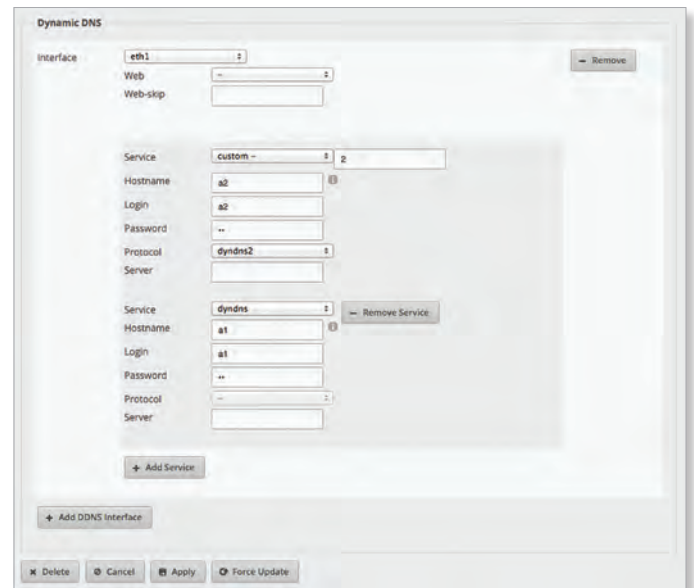 Dynamic DNS
Interface eth1 − Remove
Web -
Web-skip
Service custom -- 2
Hostname a2
Login a2
Password ••
Protocol dyndns2
Server
Service dyndns − Remove Service
Hostname a1
Login a1
Password ••
Protocol -
Server
+ Add Service
+ Add DDNS Interface
Delete Cancel Apply Force Update